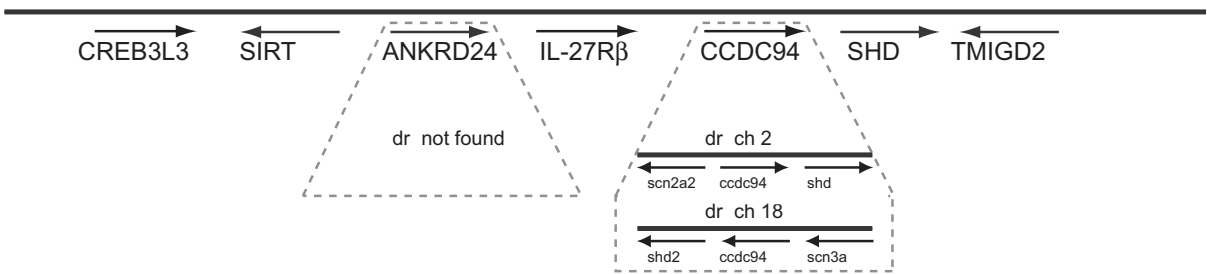 CREB3L3 SIRT ANKRD24 IL-27Rβ CCDC94 SHD TMIGD2
dr not found
dr ch 2
scn2a2 ccdc94 shd
dr ch 18
shd2 ccdc94 scn3a